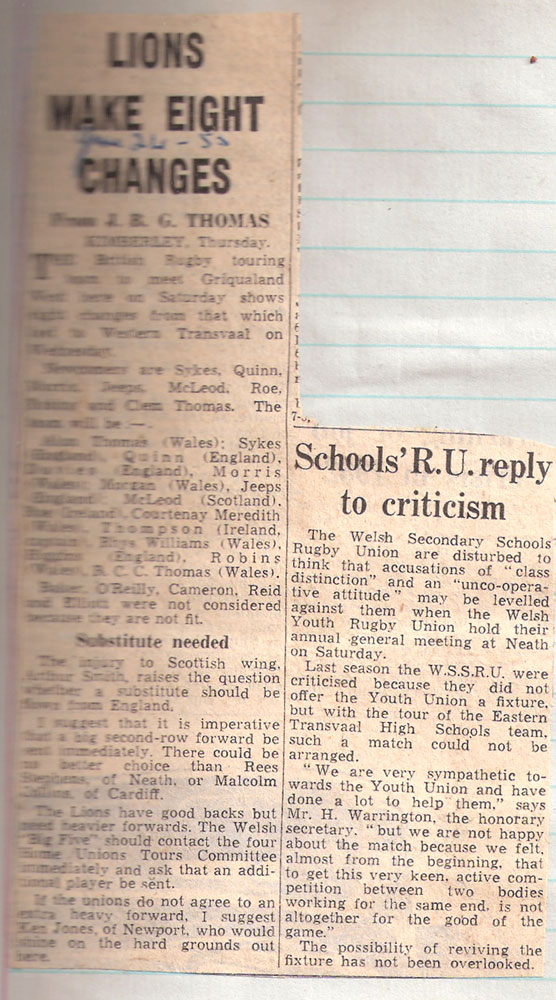 LIONS
MAKE EIGHT
CHANGES
From J. B. G. THOMAS
KIMBERLEY, Thursday.
THE British Rugby touring
team to meet Griqualand
West here on Saturday shows
eight changes from that which
lost to Western Transvaal on
Wednesday.
Newcomers are Sykes, Quinn,
Morris, Jeeps, McLeod, Roe,
Robins and Clem Thomas. The
team will be :—.
Alun Thomas (Wales); Sykes
(England), Quinn (England),
(England), Morris
(Wales); Morgan (Wales), Jeeps
(England); McLeod (Scotland),
Roe (Ireland), Courtenay Meredith
(Wales), Thompson (Ireland,
captain), Rhys Williams (Wales),
Higgins (England), Robins
(Wales), R. C. C. Thomas (Wales).
Baker, O'Reilly, Cameron, Reid
and Elliott were not considered
because they are not fit.
Substitute needed
The injury to Scottish wing,
Arthur Smith, raises the question
whether a substitute should be
flown from England.
I suggest that it is imperative
that a big second-row forward be
sent immediately. There could be
no better choice than Rees
Stephens, of Neath, or Malcolm
Collins, of Cardiff.
The Lions have good backs but
need heavier forwards. The Welsh
"Big Five" should contact the four
Home Unions Tours Committee
immediately and ask that an addi-
tional player be sent.
If the unions do not agree to an
extra heavy forward, I suggest
Ken Jones, of Newport, who would
shine on the hard grounds out
here.
Schools' R.U. reply
to criticism
The Welsh Secondary Schools
Rugby Union are disturbed to
think that accusations of "class
distinction" and an "unco-opera-
tive attitude" may be levelled
against them when the Welsh
Youth Rugby Union hold their
annual general meeting at Neath
on Saturday.
Last season the W.S.S.R.U. were
criticised because they did not
offer the Youth Union a fixture,
but with the tour of the Eastern
Transvaal High Schools team,
such a match could not be
arranged.
"We are very sympathetic to-
wards the Youth Union and have
done a lot to help them," says
Mr. H. Warrington, the honorary
secretary, "but we are not happy
about the match because we felt,
almost from the beginning, that
to get this very keen, active com-
petition between two bodies
working for the same end, is not
altogether for the good of the
game."
The possibility of reviving the
fixture has not been overlooked.